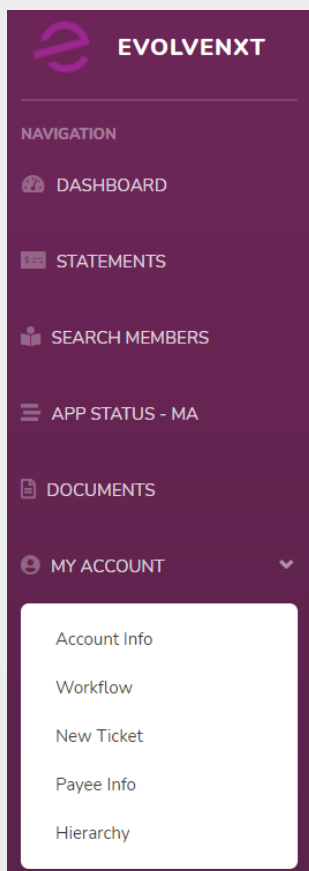 EVOLVENXT
NAVIGATION
DASHBOARD
STATEMENTS
SEARCH MEMBERS
APP STATUS - MA
DOCUMENTS
MY ACCOUNT
Account Info
Workflow
New Ticket
Payee Info
Hierarchy